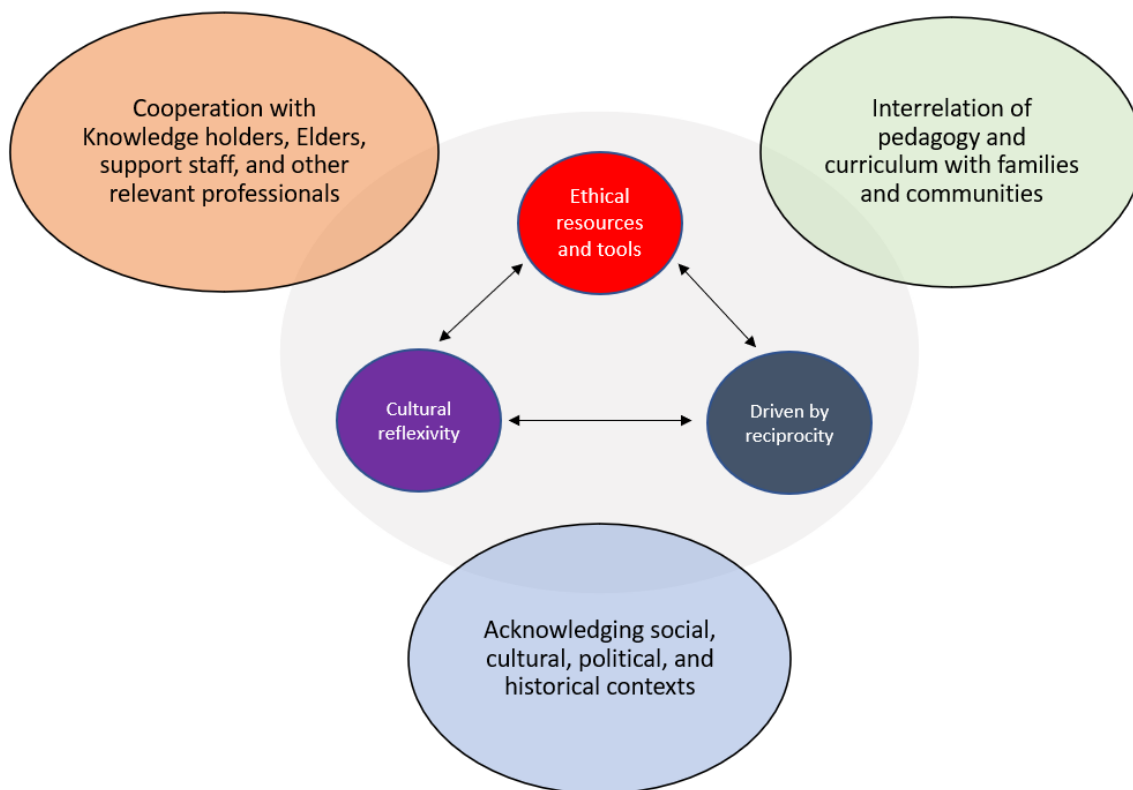 Cooperation with
Knowledge holders, Elders,
support staff, and other
relevant professionals
Interrelation of
pedagogy and
curriculum with families
and communities
Ethical
resources
and tools
Cultural
reflexivity
Driven by
reciprocity
Acknowledging social,
cultural, political, and
historical contexts